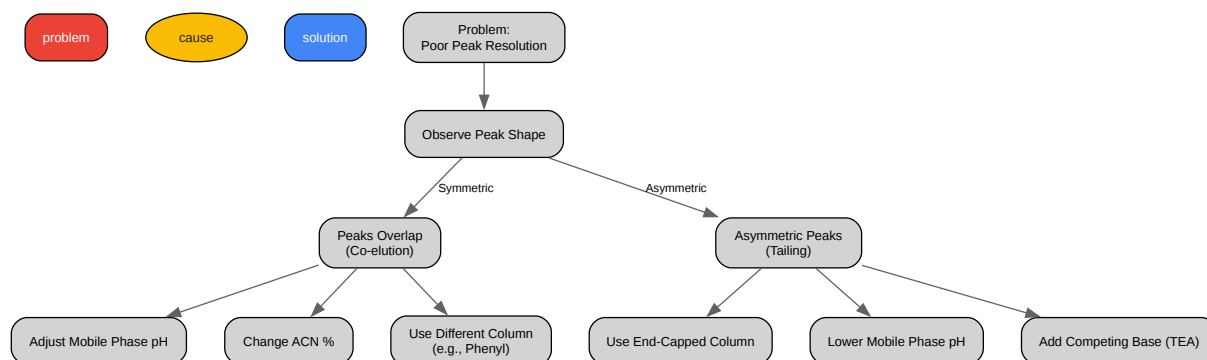 problem
cause
solution
Problem:
Poor Peak Resolution
Observe Peak Shape
Symmetric
Asymmetric
Peaks Overlap
(Co-elution)
Asymmetric Peaks
(Tailing)
Adjust Mobile Phase pH
Change ACN %
Use Different Column
(e.g., Phenyl)
Use End-Capped Column
Lower Mobile Phase pH
Add Competing Base (TEA)